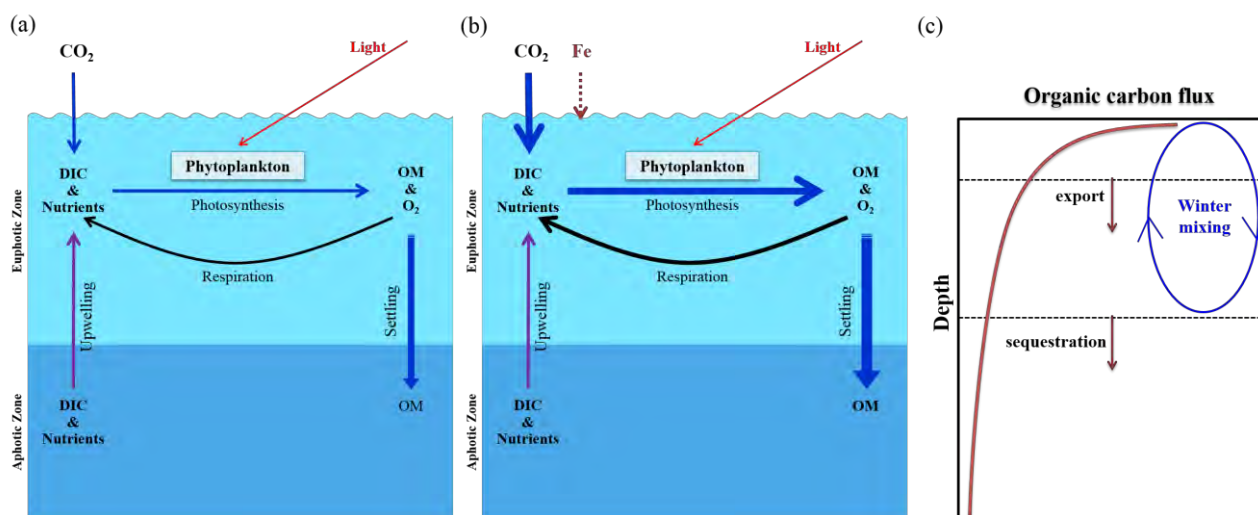 (a)
CO₂
Light
Phytoplankton
DIC
&
Nutrients
Photosynthesis
OM
&
O₂
Respiration
Euphotic Zone
Upwelling
Settling
Aphotic Zone
DIC
&
Nutrients
OM
(b)
CO₂
Fe
Light
Phytoplankton
DIC
&
Nutrients
Photosynthesis
OM
&
O₂
Respiration
Euphotic Zone
Upwelling
Settling
Aphotic Zone
DIC
&
Nutrients
OM
(c)
Organic carbon flux
Depth
export
Winter
mixing
sequestration